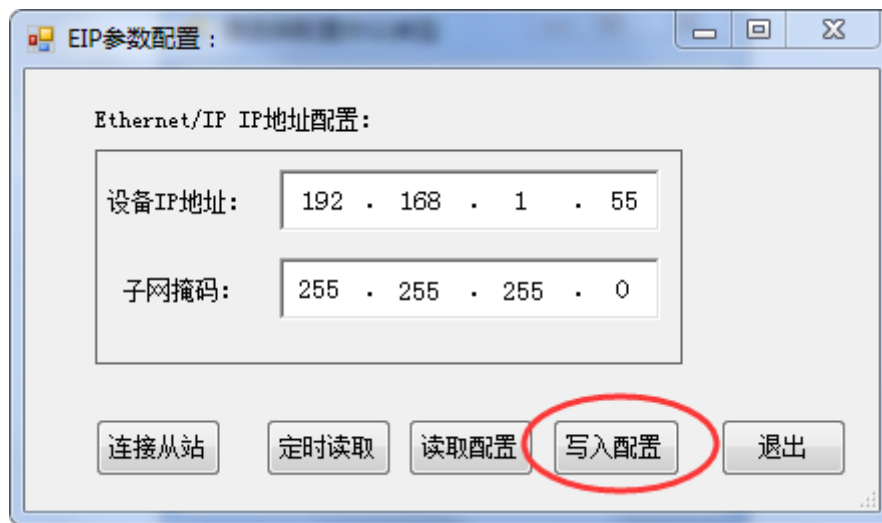 EIP参数配置：
Ethernet/IP IP地址配置:
设备IP地址: 192 . 168 . 1 . 55
子网掩码: 255 . 255 . 255 . 0
连接从站 定时读取 读取配置 写入配置 退出